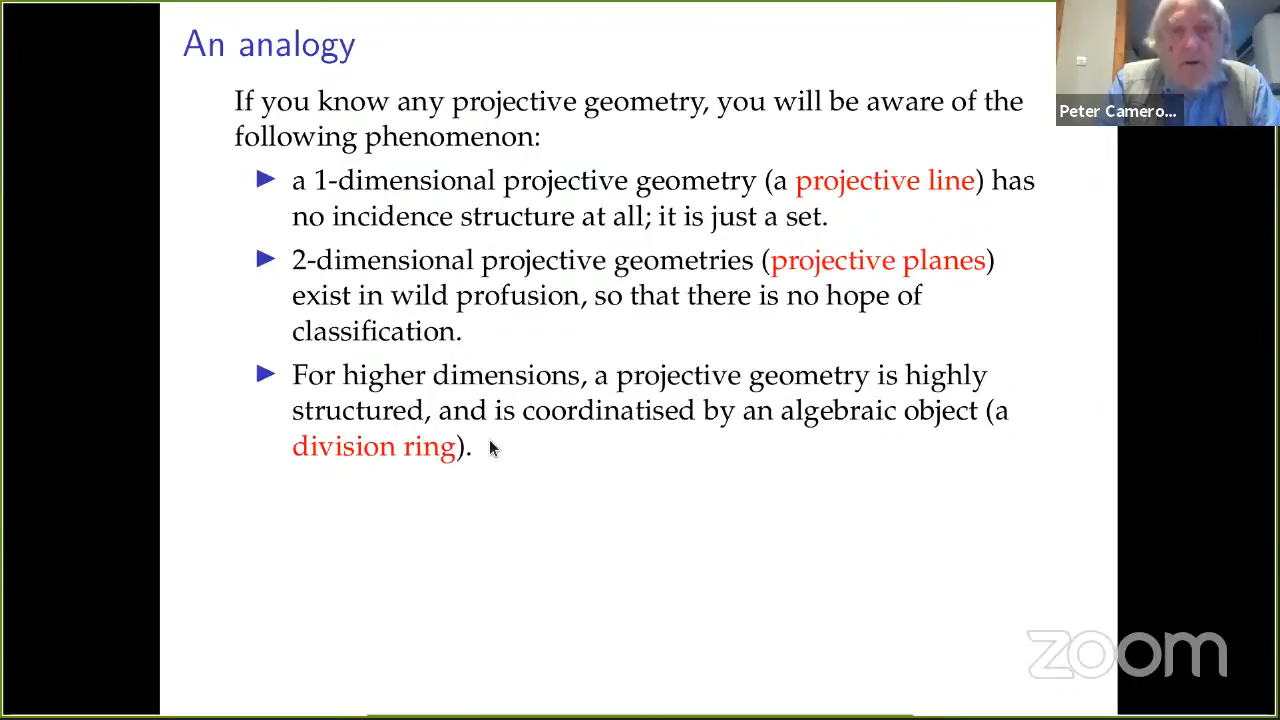 An analogy
If you know any projective geometry, you will be aware of the
following phenomenon:
▶ a 1-dimensional projective geometry (a projective line) has
no incidence structure at all; it is just a set.
▶ 2-dimensional projective geometries (projective planes)
exist in wild profusion, so that there is no hope of
classification.
▶ For higher dimensions, a projective geometry is highly
structured, and is coordinatised by an algebraic object (a
division ring).
Peter Camero...
zoom